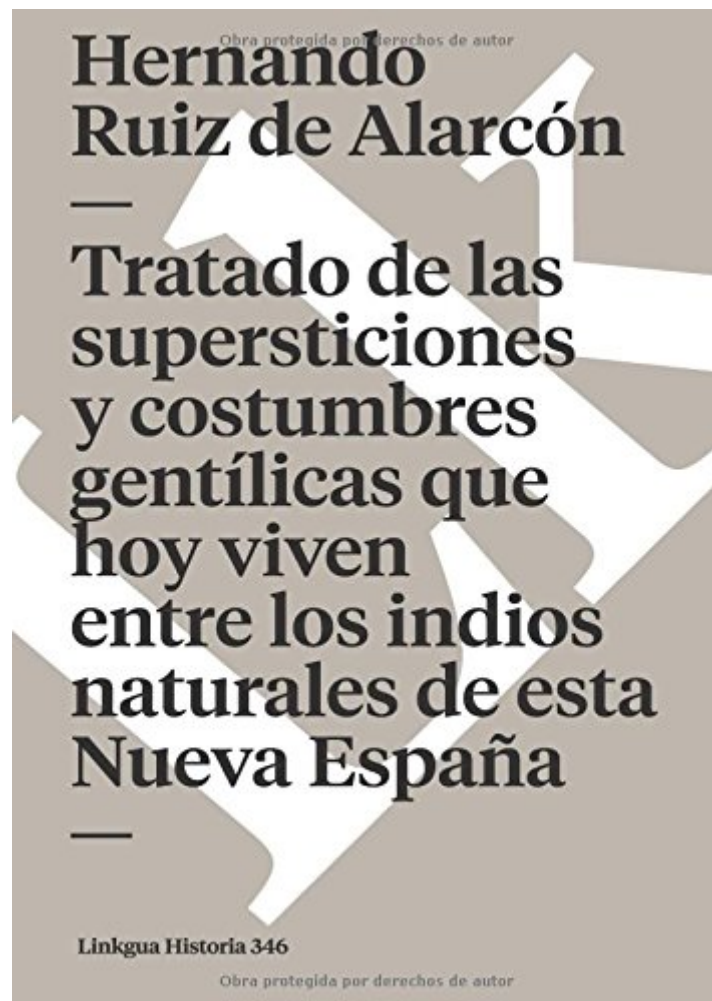 Obra protegida por derechos de autor
Hernando
Ruiz de Alarcón
Tratado de las
supersticiones
y costumbres
gentílicas que
hoy viven
entre los indios
naturales de esta
Nueva España
Linkgua Historia 346
Obra protegida por derechos de autor